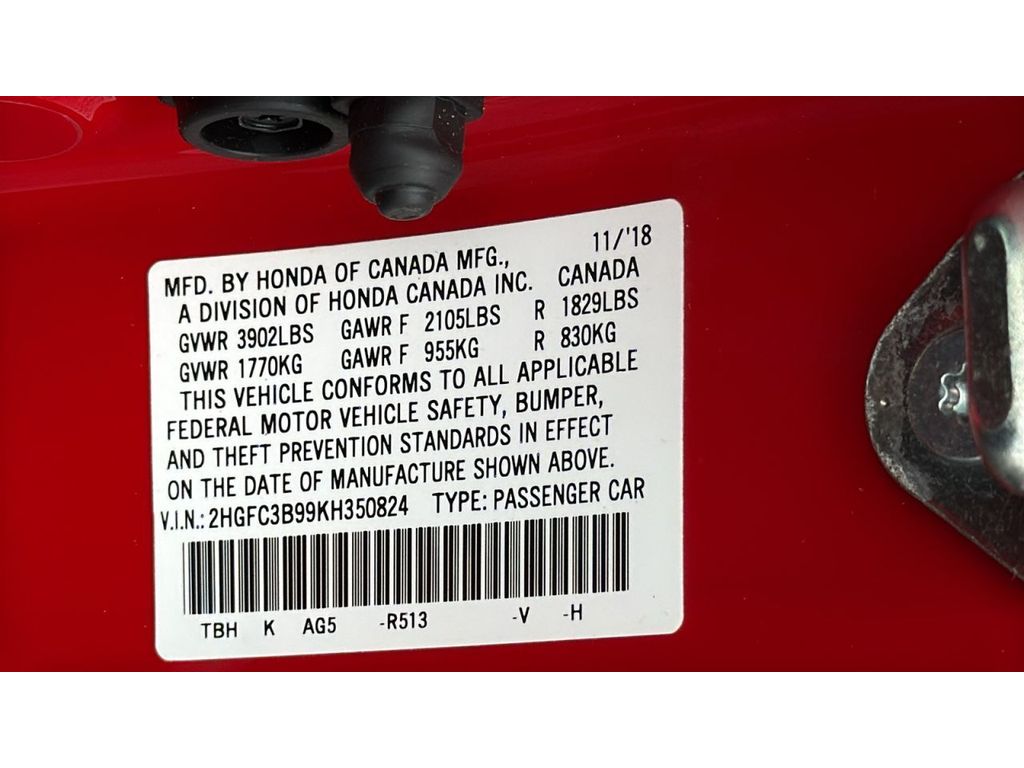 11/'18
MFD. BY HONDA OF CANADA MFG.,
A DIVISION OF HONDA CANADA INC. CANADA
GVWR 3902LBS GAWR F 2105LBS R 1829LBS
GVWR 1770KG GAWR F 955KG R 830KG
THIS VEHICLE CONFORMS TO ALL APPLICABLE
FEDERAL MOTOR VEHICLE SAFETY, BUMPER,
AND THEFT PREVENTION STANDARDS IN EFFECT
ON THE DATE OF MANUFACTURE SHOWN ABOVE.
V.I.N.: 2HGFC3B99KH350824 TYPE: PASSENGER CAR
TBH K AG5 -R513 -V -H